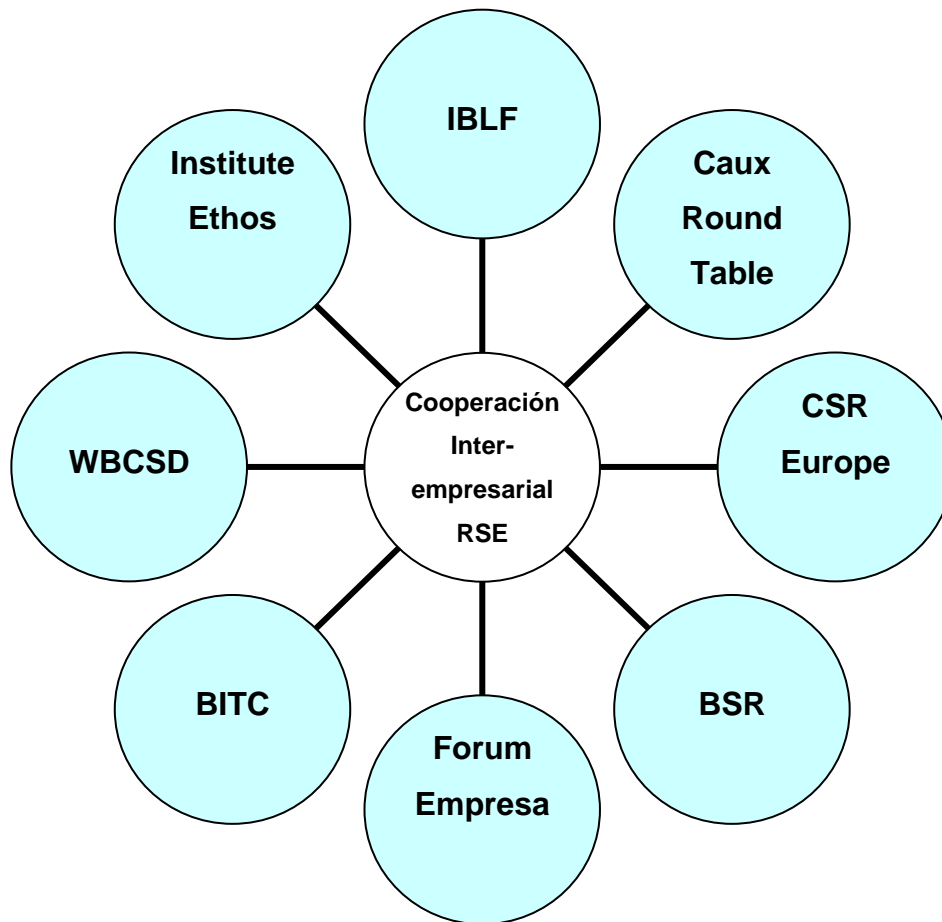 IBLF
Institute
Ethos
Caux
Round
Table
WBCSD
Cooperación
Inter-
empresarial
RSE
CSR
Europe
BITC
Forum
Empresa
BSR